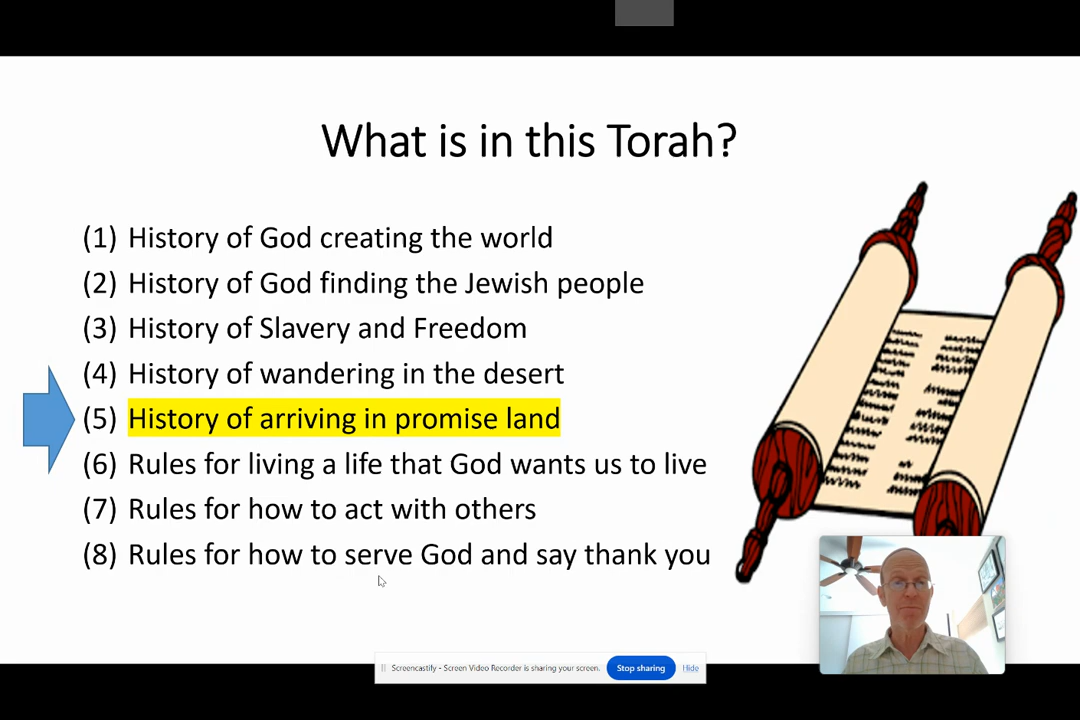 What is in this Torah?
(1) History of God creating the world
(2) History of God finding the Jewish people
(3) History of Slavery and Freedom
(4) History of wandering in the desert
(5) History of arriving in promise land
(6) Rules for living a life that God wants us to live
(7) Rules for how to act with others
(8) Rules for how to serve God and say thank you
Screencastify - Screen Video Recorder is sharing your screen. Stop sharing Hide